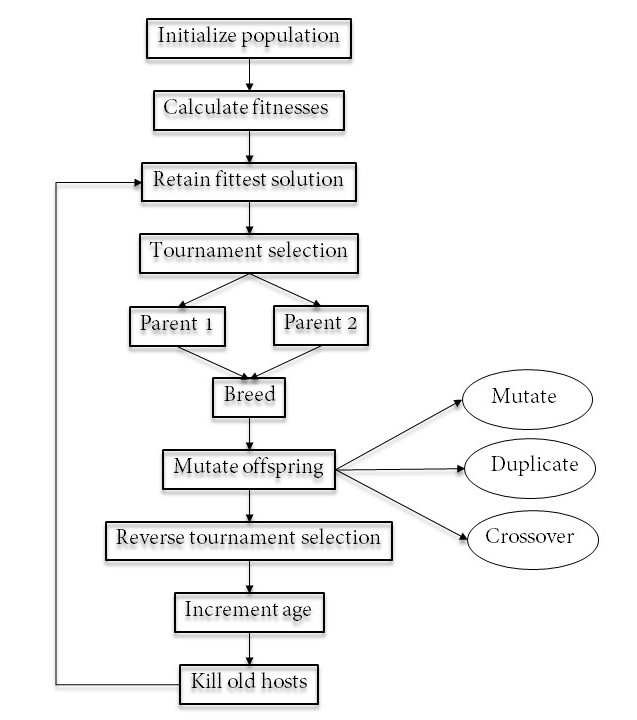 Initialize population
Calculate fitnesses
Retain fittest solution
Tournament selection
Parent 1
Parent 2
Breed
Mutate offspring
Mutate
Duplicate
Crossover
Reverse tournament selection
Increment age
Kill old hosts